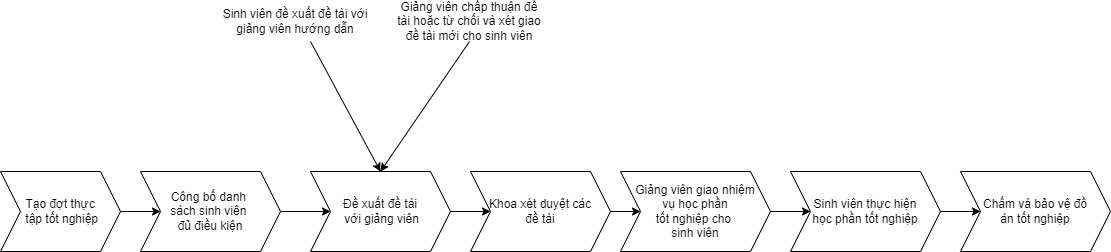 Sinh viên đề xuất đề tài với
giảng viên hướng dẫn
Giảng viên chấp thuận đề
tài hoặc từ chối và xét giao
đề tài mới cho sinh viên
Tạo đợt thực
tập tốt nghiệp
Công bố danh
sách sinh viên
đủ điều kiện
Đề xuất đề tài
với giảng viên
Khoa xét duyệt các
đề tài
Giảng viên giao nhiệm
vụ học phần
tốt nghiệp cho
sinh viên
Sinh viên thực hiện
học phần tốt nghiệp
Chấm và bảo vệ đồ
án tốt nghiệp